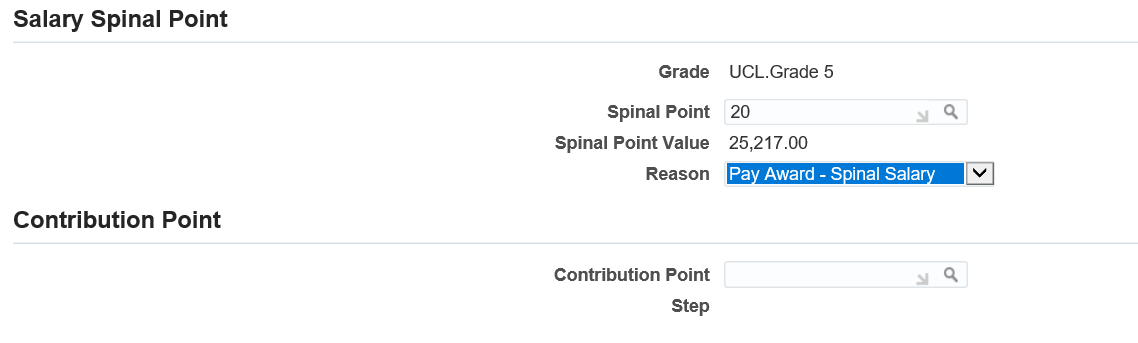 Salary Spinal Point
Grade UCL.Grade 5
Spinal Point 20
Spinal Point Value 25,217.00
Reason Pay Award - Spinal Salary
Contribution Point
Contribution Point
Step